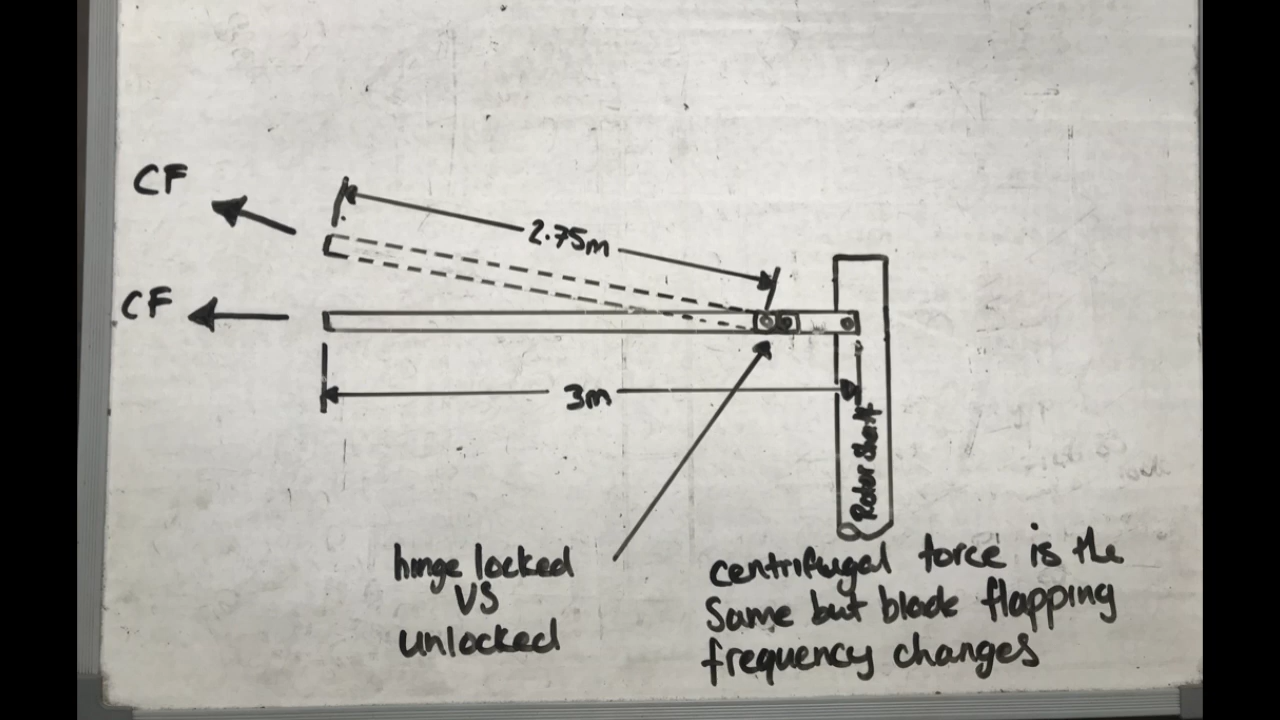 CF
2.75m
CF
3m
Rotor Shaft
hinge locked
VS
unlocked
centrifugal force is the
Same but blade flapping
frequency changes